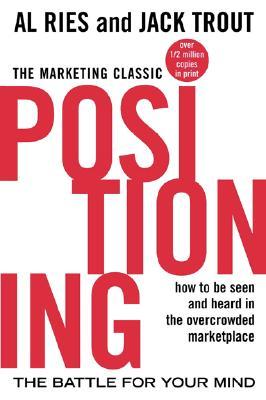 AL RIES and JACK TROUT
THE MARKETING CLASSIC
over
1/2 million
copies
in print
POSI
TION
ING
how to be seen
and heard in
the overcrowded
marketplace
THE BATTLE FOR YOUR MIND